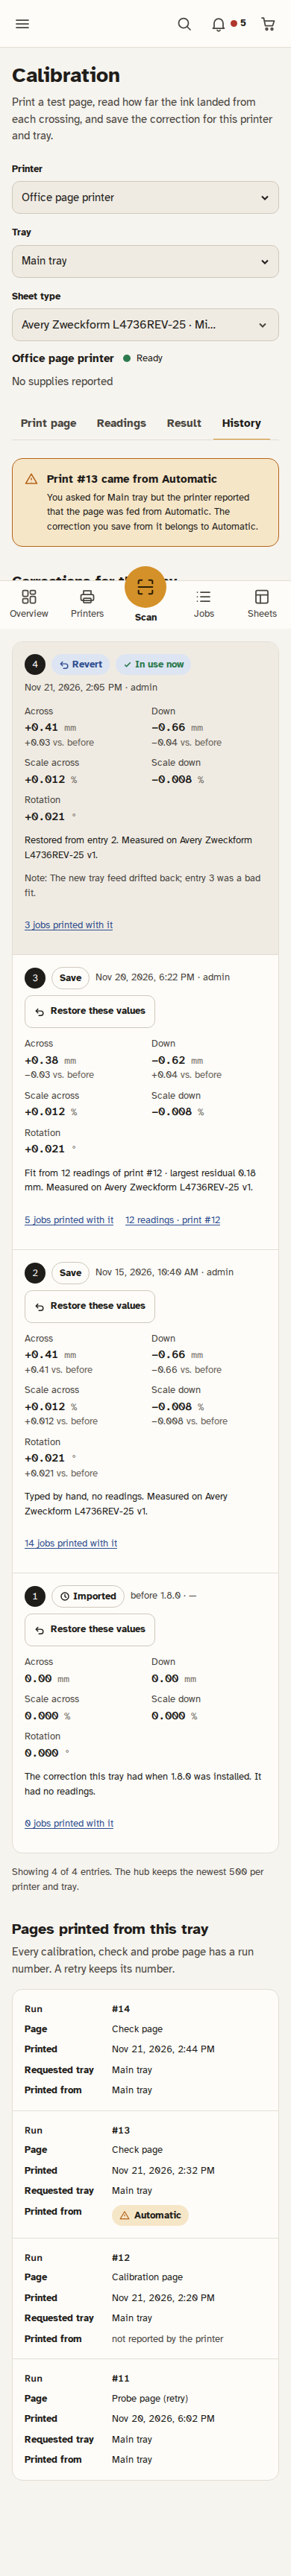 5
Calibration
Print a test page, read how far the ink landed from
each crossing, and save the correction for this printer
and tray.
Printer
Office page printer
Tray
Main tray
Sheet type
Avery Zweckform L4736REV-25 · Mi...
Office page printer Ready
No supplies reported
Print page Readings Result History
Print #13 came from Automatic
You asked for Main tray but the printer reported
that the page was fed from Automatic. The
correction you save from it belongs to Automatic.
Overview Printers Scan Jobs Sheets
4 Revert In use now
Nov 21, 2026, 2:05 PM · admin
Across Down
+0.41 mm −0.66 mm
+0.03 vs. before −0.04 vs. before
Scale across Scale down
+0.012 % −0.008 %
Rotation
+0.021 °
Restored from entry 2. Measured on Avery Zweckform
L4736REV-25 v1.
Note: The new tray feed drifted back; entry 3 was a bad
fit.
3 jobs printed with it
3 Save Nov 20, 2026, 6:22 PM · admin
Restore these values
Across Down
+0.38 mm −0.62 mm
−0.03 vs. before +0.04 vs. before
Scale across Scale down
+0.012 % −0.008 %
Rotation
+0.021 °
Fit from 12 readings of print #12 · largest residual 0.18
mm. Measured on Avery Zweckform L4736REV-25 v1.
5 jobs printed with it 12 readings · print #12
2 Save Nov 15, 2026, 10:40 AM · admin
Restore these values
Across Down
+0.41 mm −0.66 mm
+0.41 vs. before −0.66 vs. before
Scale across Scale down
+0.012 % −0.008 %
+0.012 vs. before −0.008 vs. before
Rotation
+0.021 °
+0.021 vs. before
Typed by hand, no readings. Measured on Avery
Zweckform L4736REV-25 v1.
14 jobs printed with it
1 Imported before 1.8.0 · —
Restore these values
Across Down
0.00 mm 0.00 mm
Scale across Scale down
0.000 % 0.000 %
Rotation
0.000 °
The correction this tray had when 1.8.0 was installed. It
had no readings.
0 jobs printed with it
Showing 4 of 4 entries. The hub keeps the newest 500 per
printer and tray.
Pages printed from this tray
Every calibration, check and probe page has a run
number. A retry keeps its number.
Run #14
Page Check page
Printed Nov 21, 2026, 2:44 PM
Requested tray Main tray
Printed from Main tray
Run #13
Page Check page
Printed Nov 21, 2026, 2:32 PM
Requested tray Main tray
Printed from Automatic
Run #12
Page Calibration page
Printed Nov 21, 2026, 2:20 PM
Requested tray Main tray
Printed from not reported by the printer
Run #11
Page Probe page (retry)
Printed Nov 20, 2026, 6:02 PM
Requested tray Main tray
Printed from Main tray